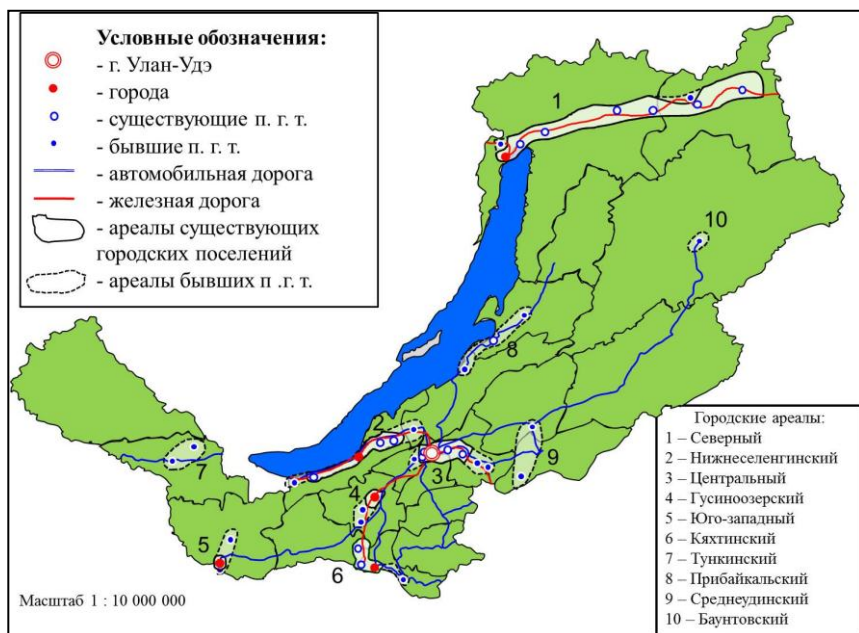 Условные обозначения:
- г. Улан-Удэ
- города
- существующие п. г. т.
- бывшие п. г. т.
- автомобильная дорога
- железная дорога
- ареалы существующих
городских поселений
- ареалы бывших п .г. т.
1
10
8
2
7
3
9
4
5
6
Масштаб 1 : 10 000 000
Городские ареалы:
1 – Северный
2 – Нижнеселенгинский
3 – Центральный
4 – Гусиноозерский
5 – Юго-западный
6 – Кяхтинский
7 – Тункинский
8 – Прибайкальский
9 – Среднеудинский
10 – Баунтовский